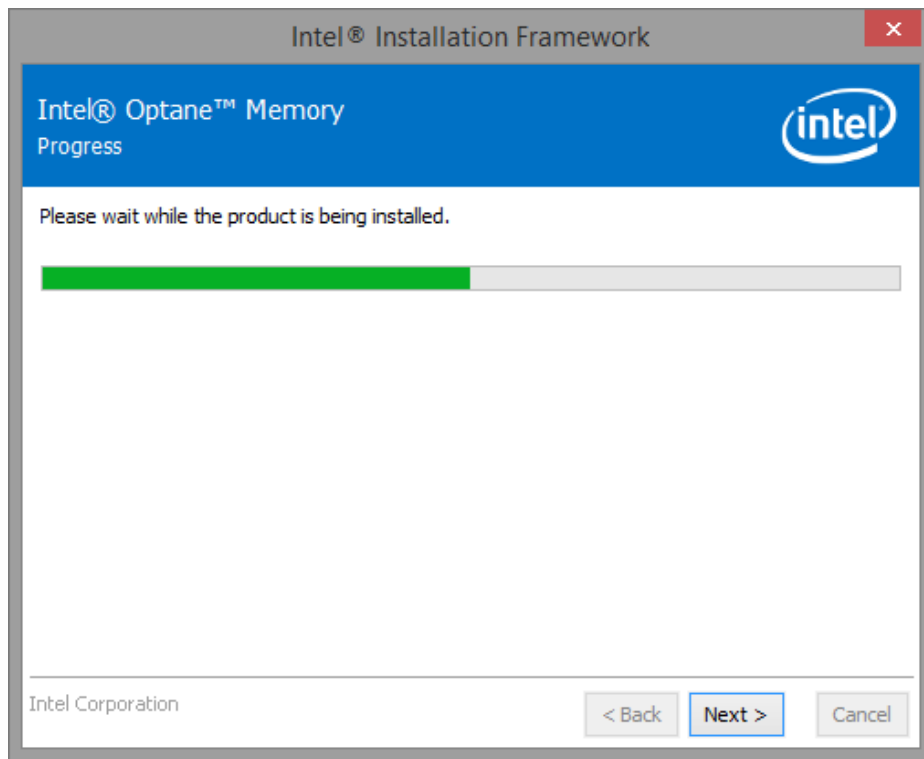 Intel® Installation Framework
Intel® Optane™ Memory
Progress
intel
Please wait while the product is being installed.
Intel Corporation
< Back Next > Cancel